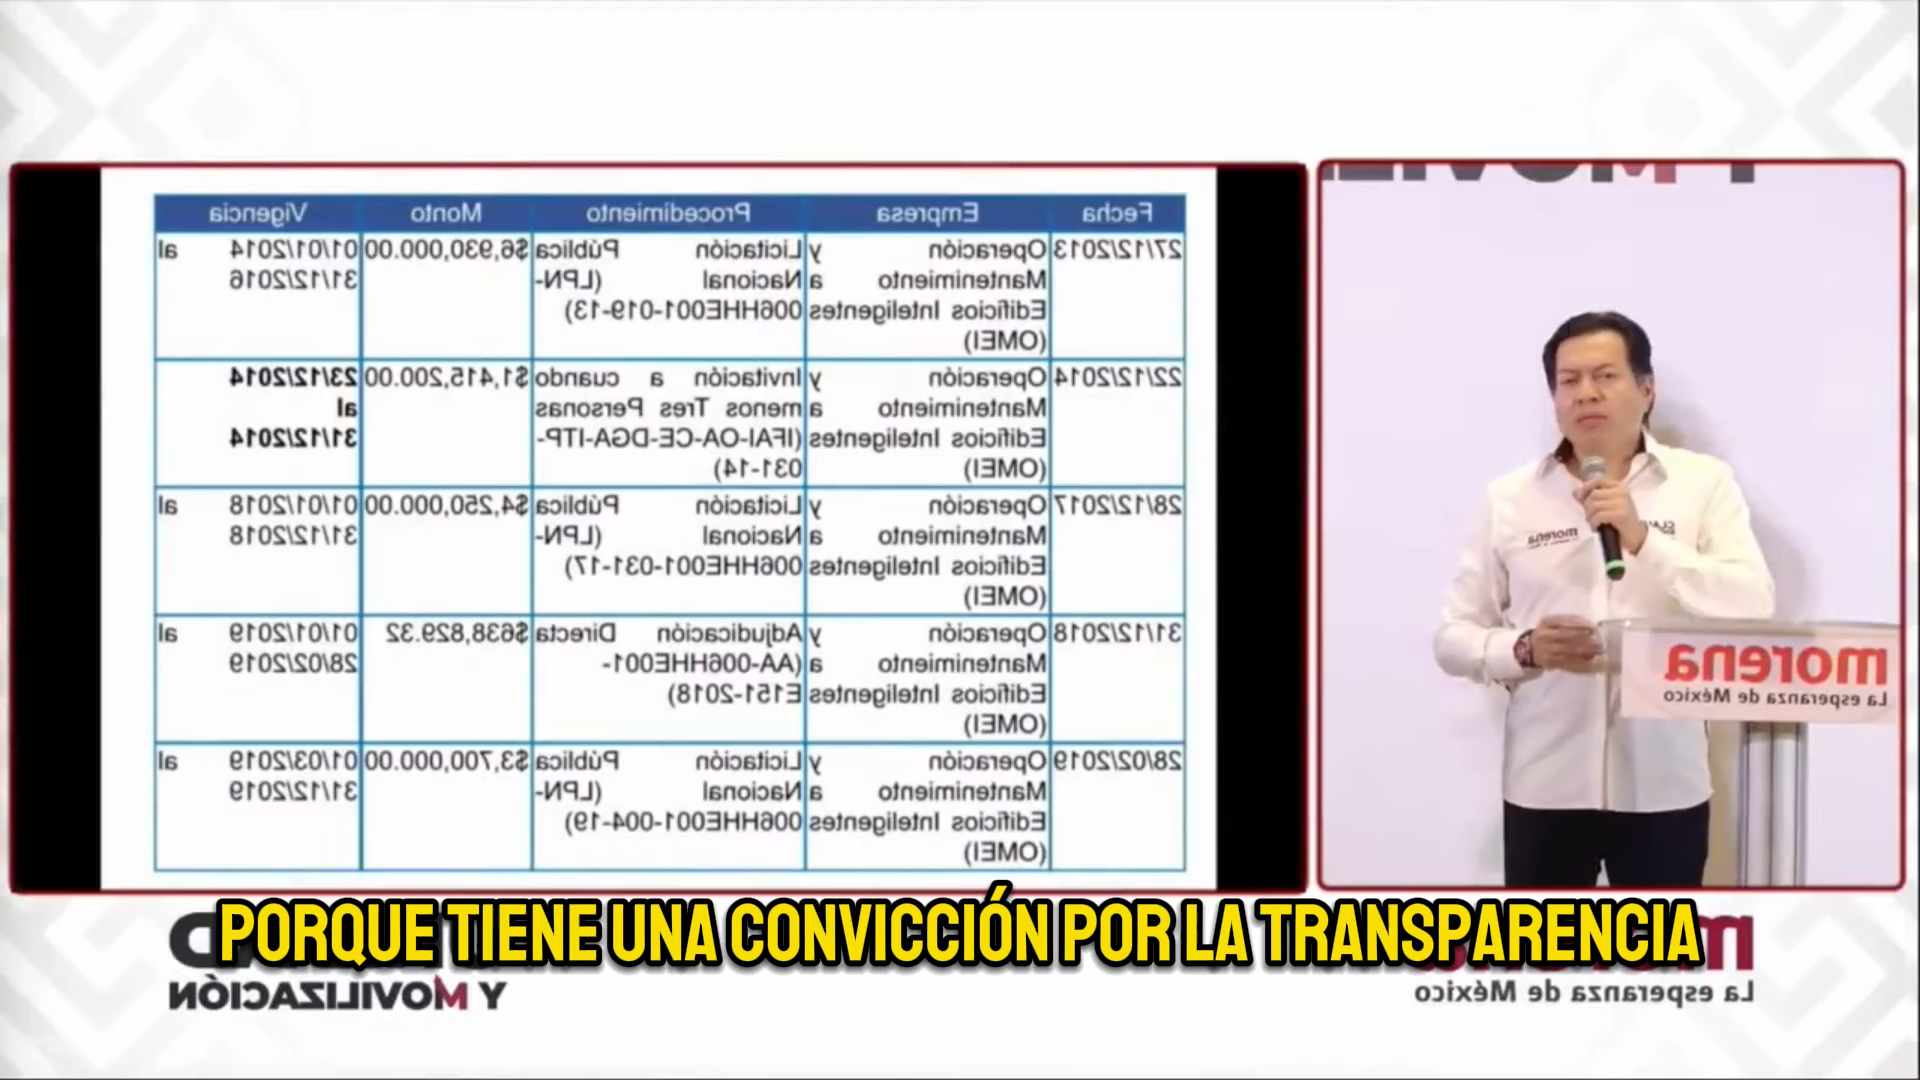 Y MOVILI
Fecha Empresa Procedimiento Monto Vigencia
27/12/2013 Operación y Mantenimiento a Edificios Inteligentes (OMEI) Licitación Pública Nacional (LPN-006HHE001-019-13) $6,930,000.00 01/01/2014 al 31/12/2016
22/12/2014 Operación y Mantenimiento a Edificios Inteligentes (OMEI) Invitación a cuando menos Tres Personas (IFAI-OA-CE-DGA-ITP-031-14) $1,415,200.00 23/12/2014 al 31/12/2014
28/12/2017 Operación y Mantenimiento a Edificios Inteligentes (OMEI) Licitación Pública Nacional (LPN-006HHE001-031-17) $4,250,000.00 01/01/2018 al 31/12/2018
31/12/2018 Operación y Mantenimiento a Edificios Inteligentes (OMEI) Adjudicación Directa (AA-006HHE001-E151-2018) $638,829.32 01/01/2019 al 28/02/2019
28/02/2019 Operación y Mantenimiento a Edificios Inteligentes (OMEI) Licitación Pública Nacional (LPN-006HHE001-004-19) $3,700,000.00 01/03/2019 al 31/12/2019
morena
morena
La esperanza de México
PORQUE TIENE UNA CONVICCIÓN POR LA TRANSPARENCIA
Y MOVILIZACIÓN
La esperanza de México